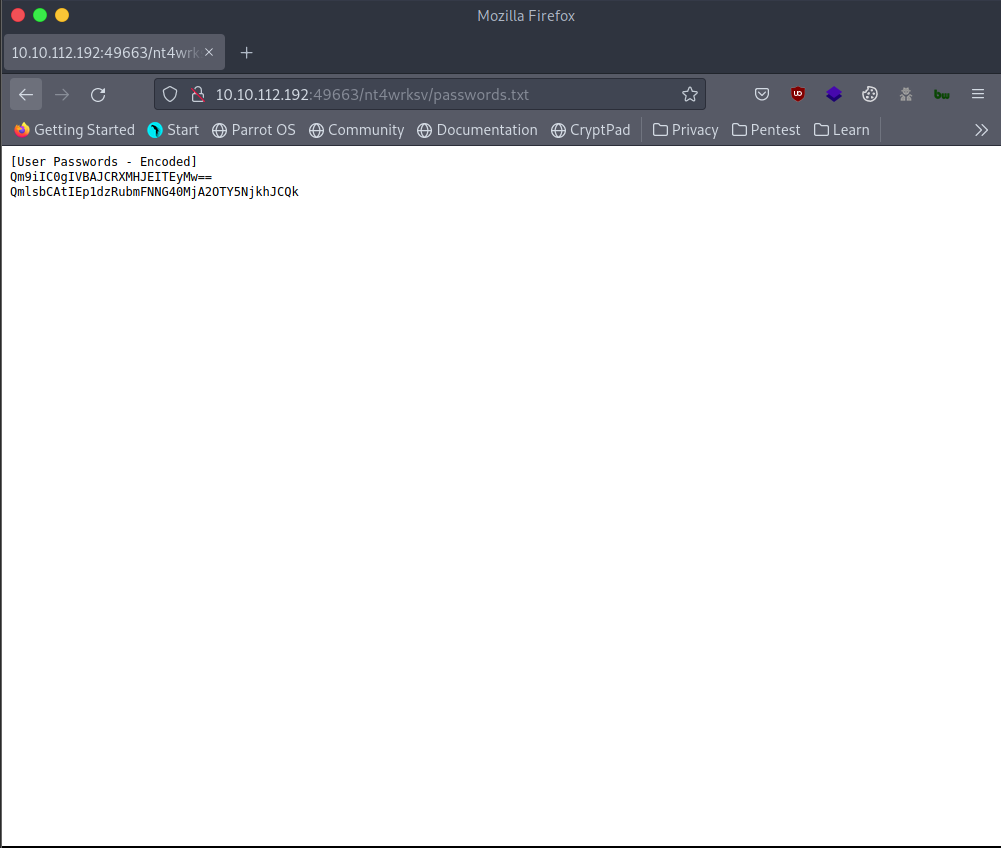 Mozilla Firefox
10.10.112.192:49663/nt4wrk
10.10.112.192:49663/nt4wrksv/passwords.txt
Getting Started Start Parrot OS Community Documentation CryptPad Privacy Pentest Learn
[User Passwords - Encoded]
Qm9iIC0gIVBAJCRXMHJEITEyMw==
QmlsbCAtIEp1dzRubmFNNG40MjA2OTY5NjkhJCQk